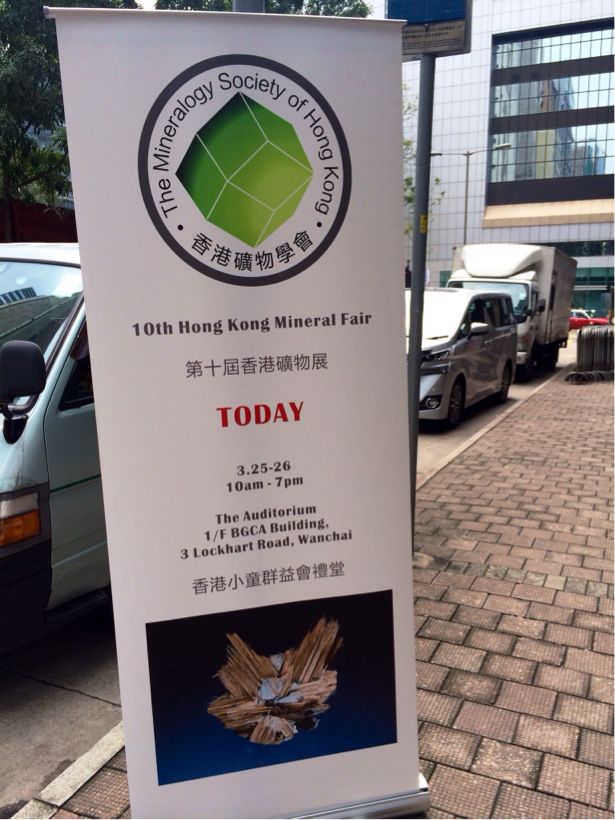 The Mineralogy Society of Hong Kong
• 香港礦物學會 •
10th Hong Kong Mineral Fair
第十屆香港礦物展
TODAY
3.25-26
10am - 7pm
The Auditorium
1/F BGCA Building,
3 Lockhart Road, Wanchai
香港小童群益會禮堂